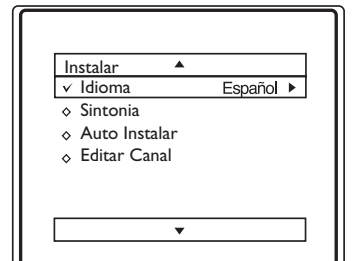 Instalar
Idioma Español
Sintonia
Auto Instalar
Editar Canal